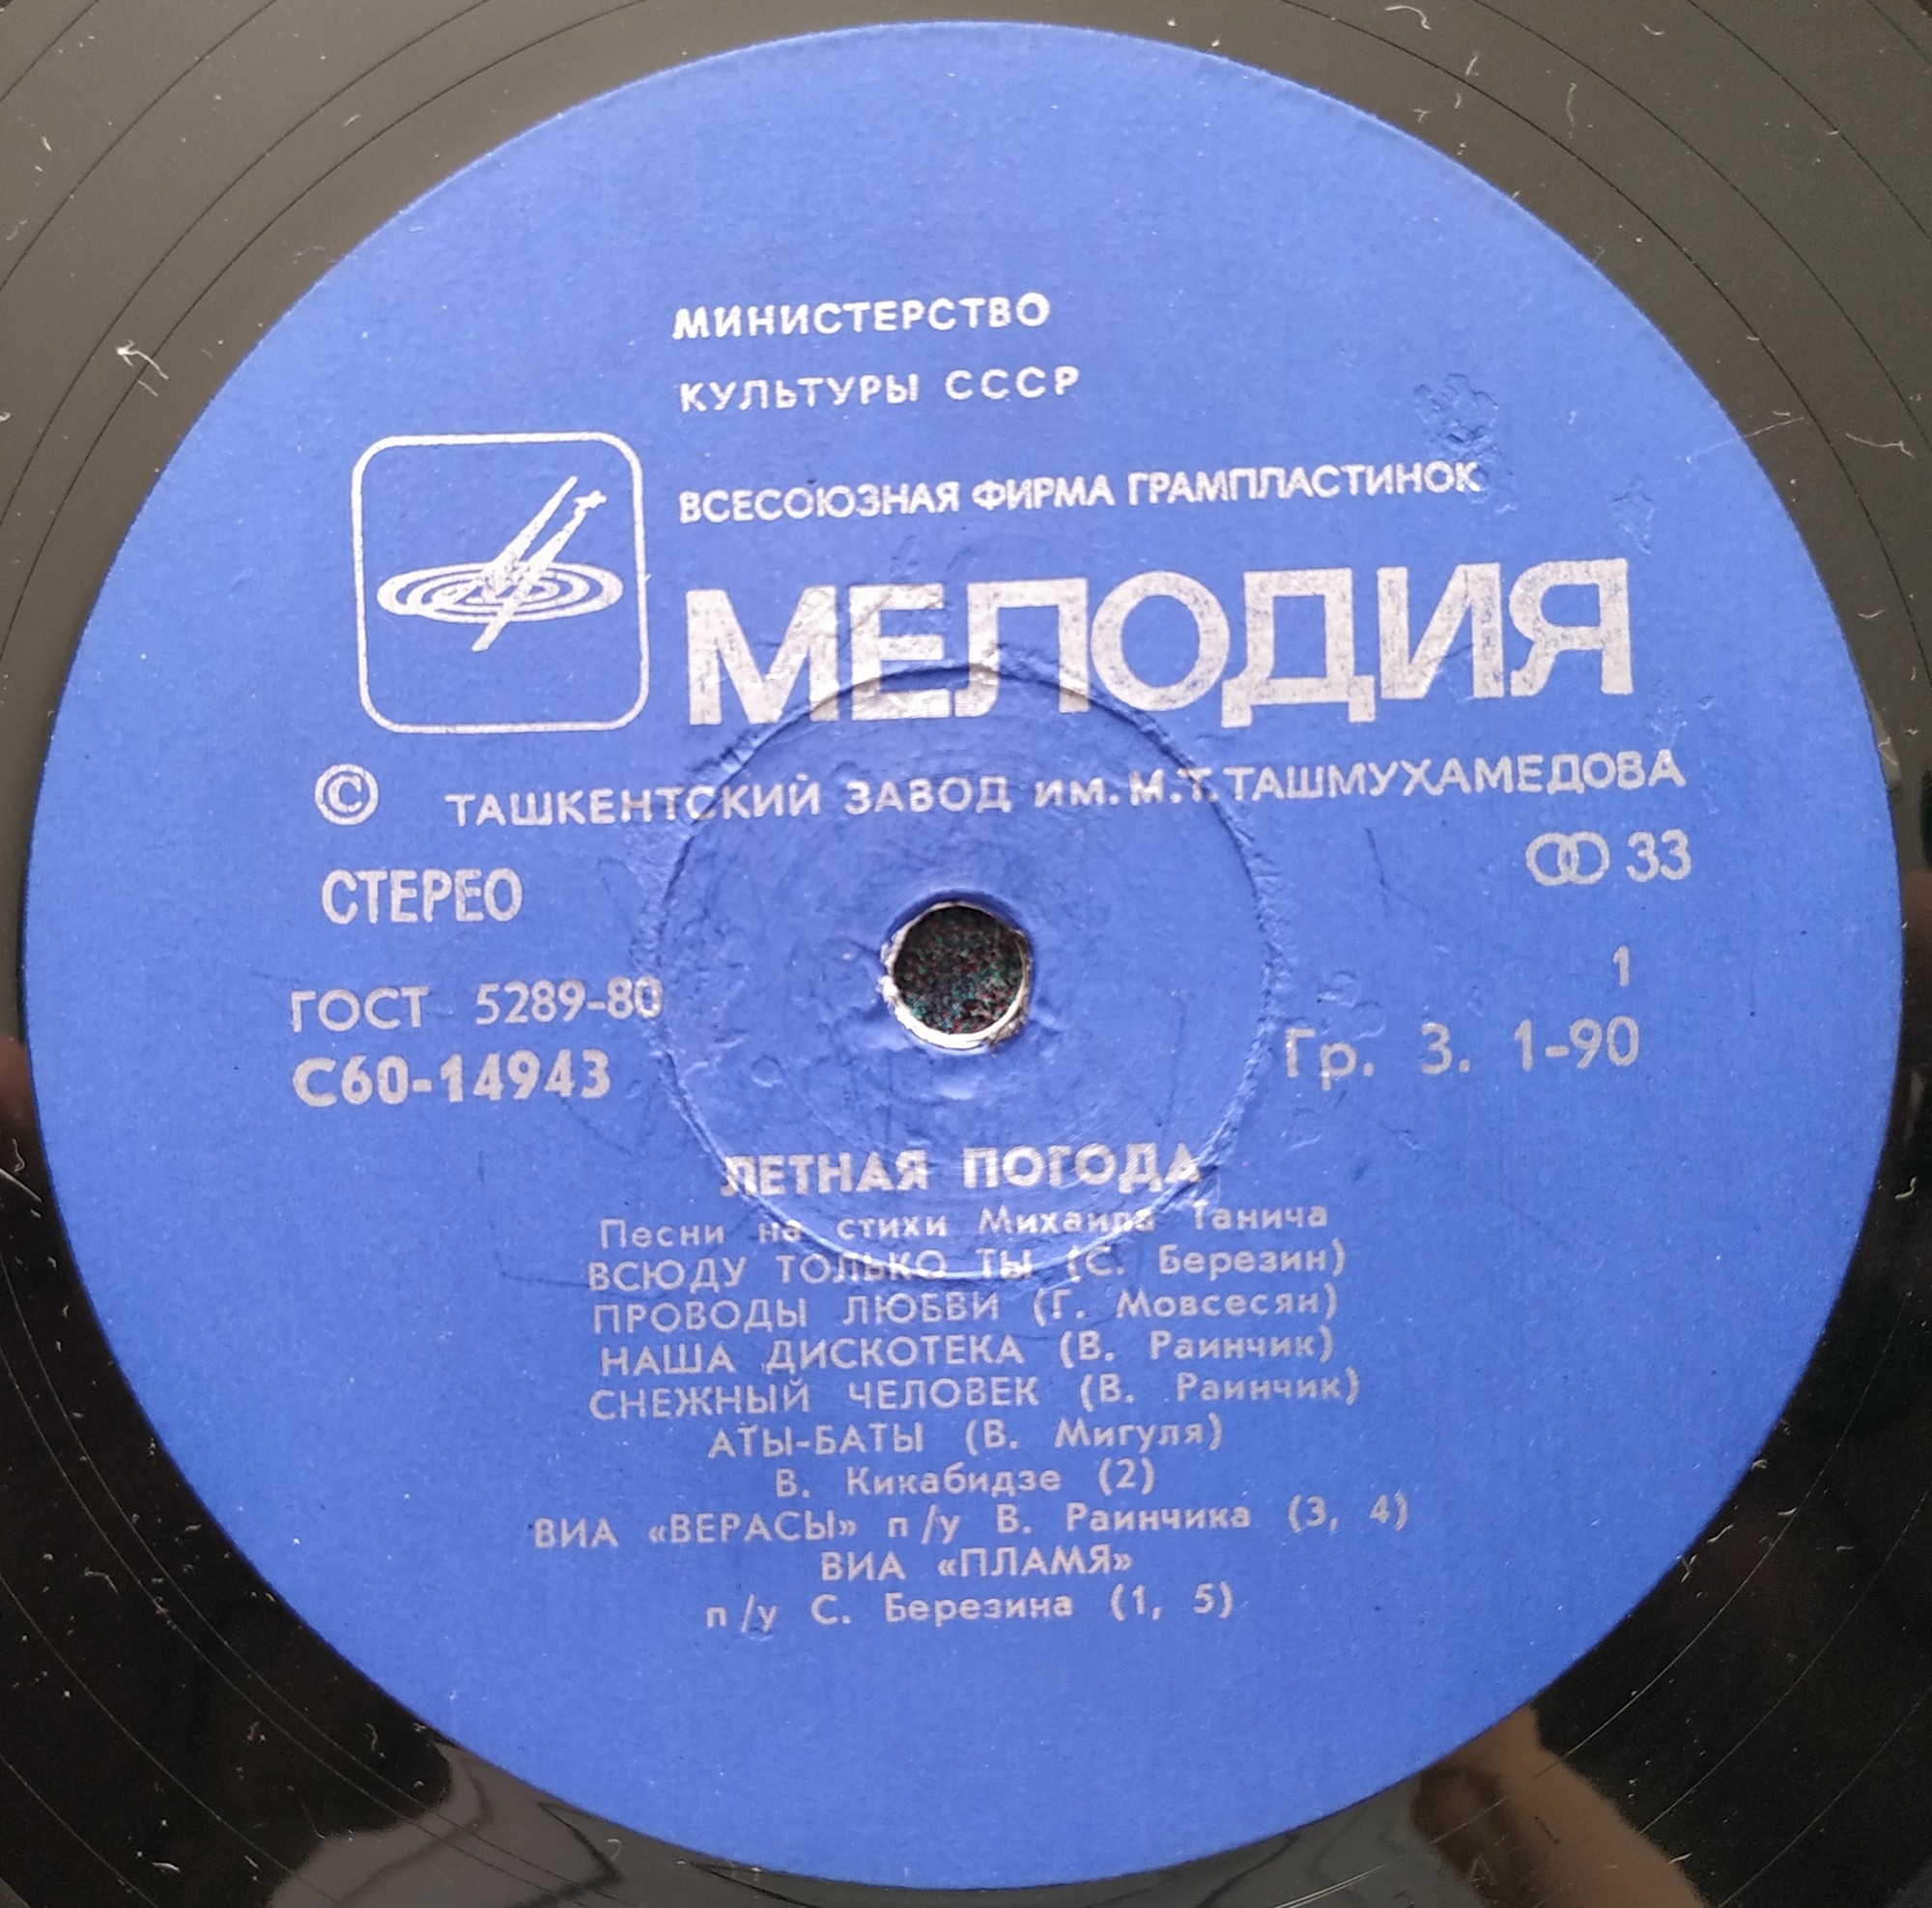 МИНИСТЕРСТВО
КУЛЬТУРЫ СССР
ВСЕСОЮЗНАЯ ФИРМА ГРАМПЛАСТИНОК
МЕЛОДИЯ
© ТАШКЕНТСКИЙ ЗАВОД ИМ. М.Т. ТАШМУХАМЕДОВА
33
СТЕРЕО
1
ГОСТ 5289-80
Гр. 3. 1-90
С60-14943
ЛЕТНАЯ ПОГОДА
Песни на стихи Михаила Танича
ВСЮДУ ТОЛЬКО ТЫ (С. Березин)
ПРОВОДЫ ЛЮБВИ (Г. Мовсесян)
НАША ДИСКОТЕКА (В. Раинчик)
СНЕЖНЫЙ ЧЕЛОВЕК (В. Раинчик)
АТЫ-БАТЫ (В. Мигуля)
В. Кикабидзе (2)
ВИА «ВЕРАСЫ» п/у В. Раинчика (3, 4)
ВИА «ПЛАМЯ»
п/у С. Березина (1, 5)